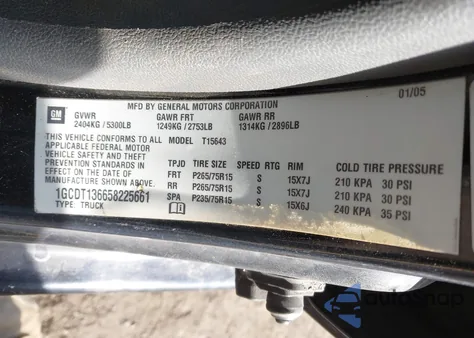 MFD BY GENERAL MOTORS CORPORATION 01/05
GM GVWR GAWR FRT GAWR RR
2404KG / 5300LB 1249KG / 2753LB 1314KG / 2896LB
THIS VEHICLE CONFORMS TO ALL MODEL T15643
APPLICABLE FEDERAL MOTOR
VEHICLE SAFETY AND THEFT
PREVENTION STANDARDS IN TPJD TIRE SIZE S RIM COLD TIRE PRESSURE
EFFECT ON THE DATE OF FRT P265/75R15 S 15X7J 210 KPA 30 PSI
MANUFACTURE SHOWN ABOVE. RR P265/75R15 S 15X7J 210 KPA 30 PSI
1GCDT136658225661 SPA P235/75R15 S 15X6J 240 KPA 35 PSI
TYPE: TRUCK
autoShop